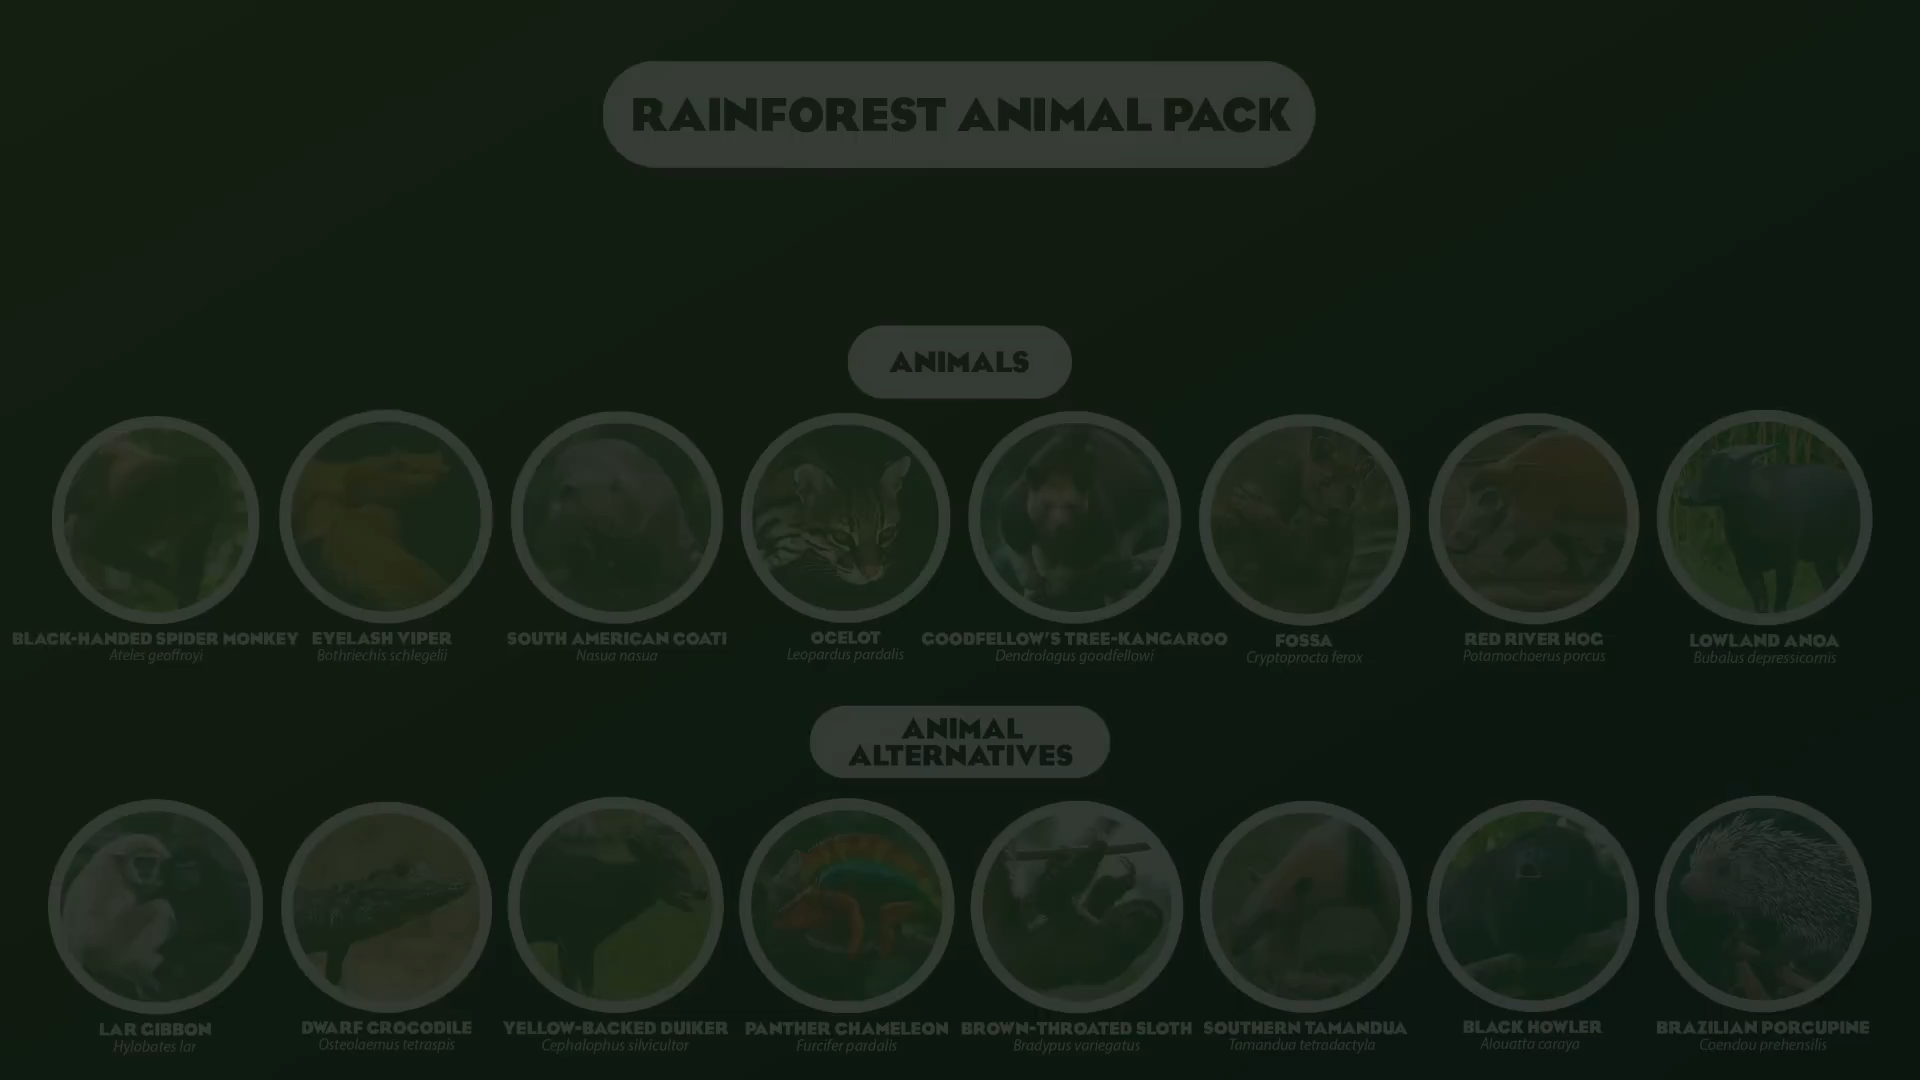 RAINFOREST ANIMAL PACK
ANIMALS
BLACK-HANDED SPIDER MONKEY
Ateles geoffroyi
EYELASH VIPER
Bothriechis schlegelii
SOUTH AMERICAN COATI
Nasua nasua
OCELOT
Leopardus pardalis
GOODFELLOW'S TREE-KANGAROO
Dendrolagus goodfellowi
FOSSA
Cryptoprocta ferox
RED RIVER HOG
Potamochoerus porcus
LOWLAND ANOA
Bubalus depressicornis
ANIMAL
ALTERNATIVES
LAR GIBBON
Hylobates lar
DWARF CROCODILE
Osteolaemus tetraspis
YELLOW-BACKED DUIKER
Cephalophus silvicultor
PANTHER CHAMELEON
Furcifer pardalis
BROWN-THROATED SLOTH
Bradypus variegatus
SOUTHERN TAMANDUA
Tamandua tetradactyla
BLACK HOWLER
Alouatta caraya
BRAZILIAN PORCUPINE
Coendou prehensilis